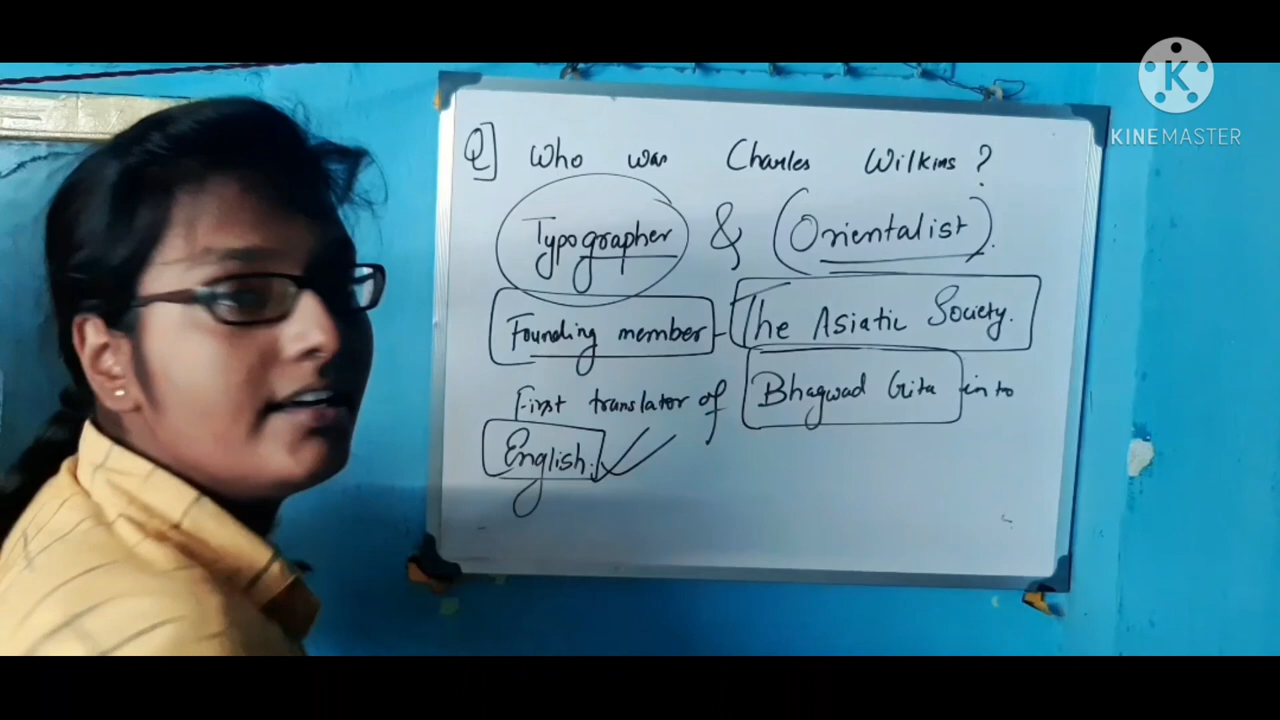 Q] Who was Charles Wilkins?
Typographer & Orientalist.
Founding member - The Asiatic Society.
First translator of Bhagwad Gita into
English.
K
KINEMASTER